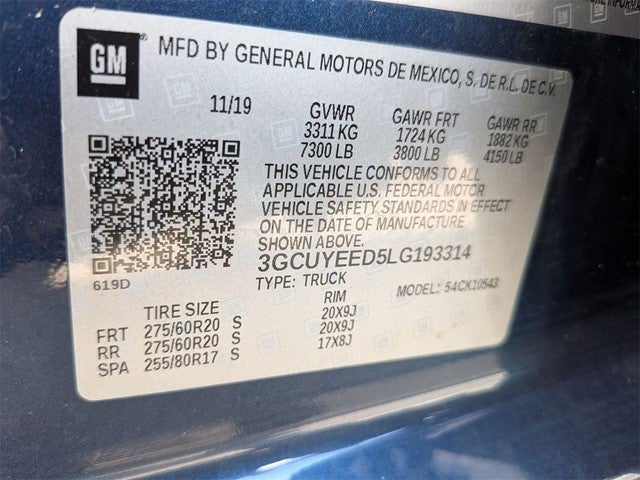 GM
MFD BY GENERAL MOTORS DE MEXICO, S. DE R.L. DE C.V.
11/19 GVWR GAWR FRT GAWR RR
3311 KG 1724 KG 1882 KG
7300 LB 3800 LB 4150 LB
THIS VEHICLE CONFORMS TO ALL
APPLICABLE U.S. FEDERAL MOTOR
VEHICLE SAFETY STANDARDS IN EFFECT
ON THE DATE OF MANUFACTURE
SHOWN ABOVE.
3GCUYEED5LG193314
619D TYPE: TRUCK MODEL: 54CK10543
TIRE SIZE RIM
FRT 275/60R20 S 20X9J
RR 275/60R20 S 20X9J
SPA 255/80R17 S 17X8J